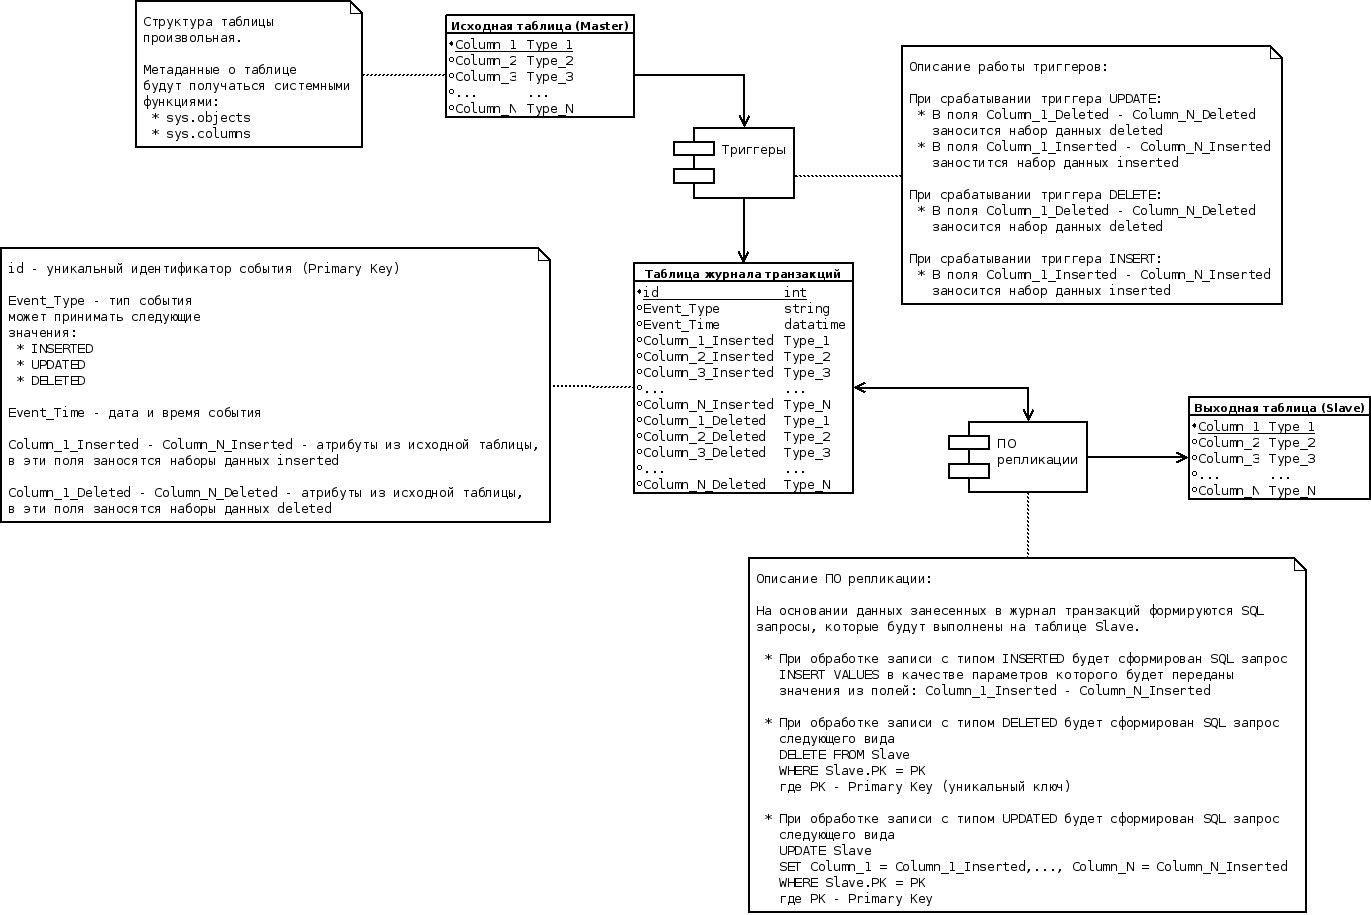 Структура таблицы
произвольная.
Метаданные о таблице
будут получаться системными
функциями:
* sys.objects
* sys.columns
Исходная таблица (Master)
Column_1 Type_1
Column_2 Type_2
Column_3 Type_3
... ...
Column_N Type_N
Триггеры
Описание работы триггеров:
При срабатывании триггера UPDATE:
* В поля Column_1_Deleted - Column_N_Deleted
заносится набор данных deleted
* В поля Column_1_Inserted - Column_N_Inserted
заностится набор данных inserted
При срабатывании триггера DELETE:
* В поля Column_1_Deleted - Column_N_Deleted
заносится набор данных deleted
При срабатывании триггера INSERT:
* В поля Column_1_Inserted - Column_N_Inserted
заносится набор данных inserted
id - уникальный идентификатор события (Primary Key)
Event_Type - тип события
может принимать следующие
значения:
* INSERTED
* UPDATED
* DELETED
Event_Time - дата и время события
Column_1_Inserted - Column_N_Inserted - атрибуты из исходной таблицы,
в эти поля заносятся наборы данных inserted
Column_1_Deleted - Column_N_Deleted - атрибуты из исходной таблицы,
в эти поля заносятся наборы данных deleted
Таблица журнала транзакций
id int
Event_Type string
Event_Time datatime
Column_1_Inserted Type_1
Column_2_Inserted Type_2
Column_3_Inserted Type_3
... ...
Column_N_Inserted Type_N
Column_1_Deleted Type_1
Column_2_Deleted Type_2
Column_3_Deleted Type_3
... ...
Column_N_Deleted Type_N
ПО
репликации
Выходная таблица (Slave)
Column_1 Type_1
Column_2 Type_2
Column_3 Type_3
... ...
Column_N Type_N
Описание ПО репликации:
На основании данных занесенных в журнал транзакций формируются SQL
запросы, которые будут выполнены на таблице Slave.
* При обработке записи с типом INSERTED будет сформирован SQL запрос
INSERT VALUES в качестве параметров которого будет переданы
значения из полей: Column_1_Inserted - Column_N_Inserted
* При обработке записи с типом DELETED будет сформирован SQL запрос
следующего вида
DELETE FROM Slave
WHERE Slave.PK = PK
где PK - Primary Key (уникальный ключ)
* При обработке записи с типом UPDATED будет сформирован SQL запрос
следующего вида
UPDATE Slave
SET Column_1 = Column_1_Inserted,..., Column_N = Column_N_Inserted
WHERE Slave.PK = PK
где PK - Primary Key